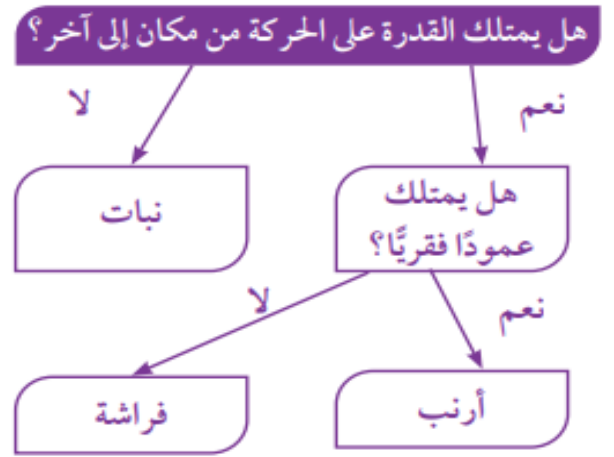 هل يمتلك القدرة على الحركة من مكان إلى آخر؟
نعم
لا
هل يمتلك
عمودًا فقريًّا؟
نبات
نعم
لا
أرنب
فراشة